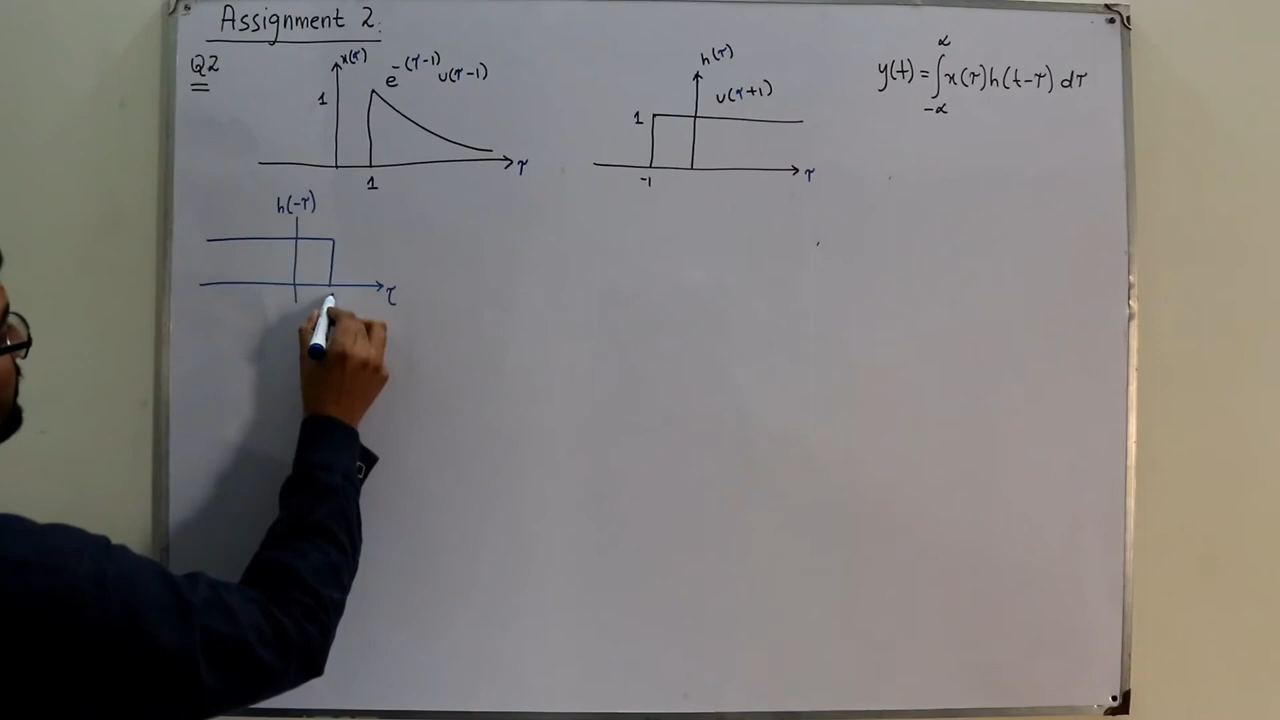 Assignment 2:
Q2
x(τ)
1
e^-(τ-1) u(τ-1)
τ
1
h(τ)
1
u(τ+1)
-1
τ
y(t) = ∫_{-α}^{α} x(τ)h(t-τ) dτ
h(-τ)
τ